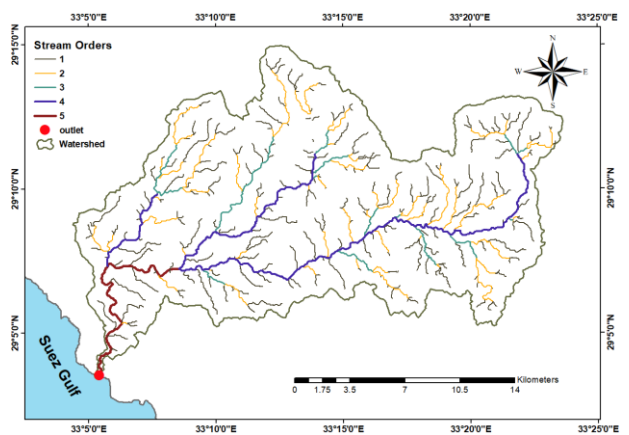 33°5'0"E 33°10'0"E 33°15'0"E 33°20'0"E 33°25'0"E
29°15'0"N
29°10'0"N
29°5'0"N
Stream Orders
1
2
3
4
5
outlet
Watershed
N
W E
S
29°15'0"N
29°10'0"N
29°5'0"N
Suez Gulf
Kilometers
0 1.75 3.5 7 10.5 14
33°5'0"E 33°10'0"E 33°15'0"E 33°20'0"E 33°25'0"E